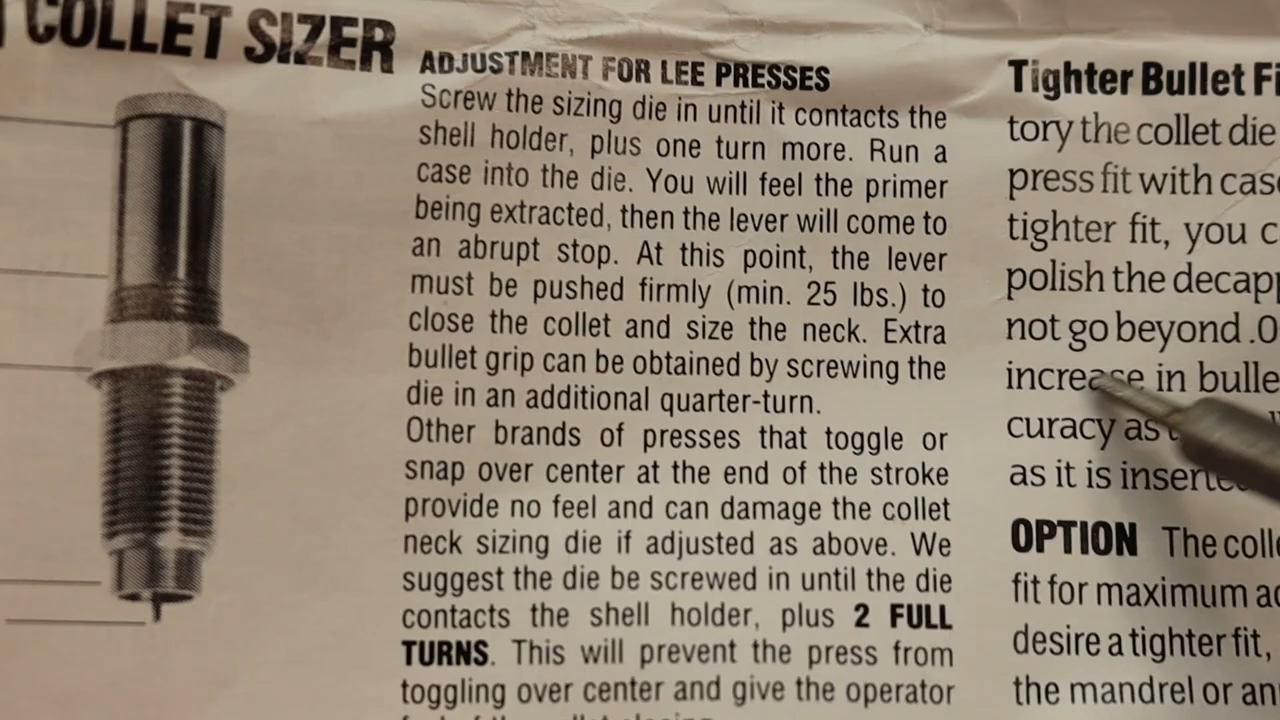 COLLET SIZER
ADJUSTMENT FOR LEE PRESSES
Screw the sizing die in until it contacts the
shell holder, plus one turn more. Run a
case into the die. You will feel the primer
being extracted, then the lever will come to
an abrupt stop. At this point, the lever
must be pushed firmly (min. 25 lbs.) to
close the collet and size the neck. Extra
bullet grip can be obtained by screwing the
die in an additional quarter-turn.
Other brands of presses that toggle or
snap over center at the end of the stroke
provide no feel and can damage the collet
neck sizing die if adjusted as above. We
suggest the die be screwed in until the die
contacts the shell holder, plus 2 FULL
TURNS. This will prevent the press from
toggling over center and give the operator
Tighter Bullet
tory the collet die
press fit with
tighter fit, you
polish the
not go beyond .0
increase in
curacy as
as it is
OPTION The
fit for maximum
desire a tighter fit,
the mandrel or